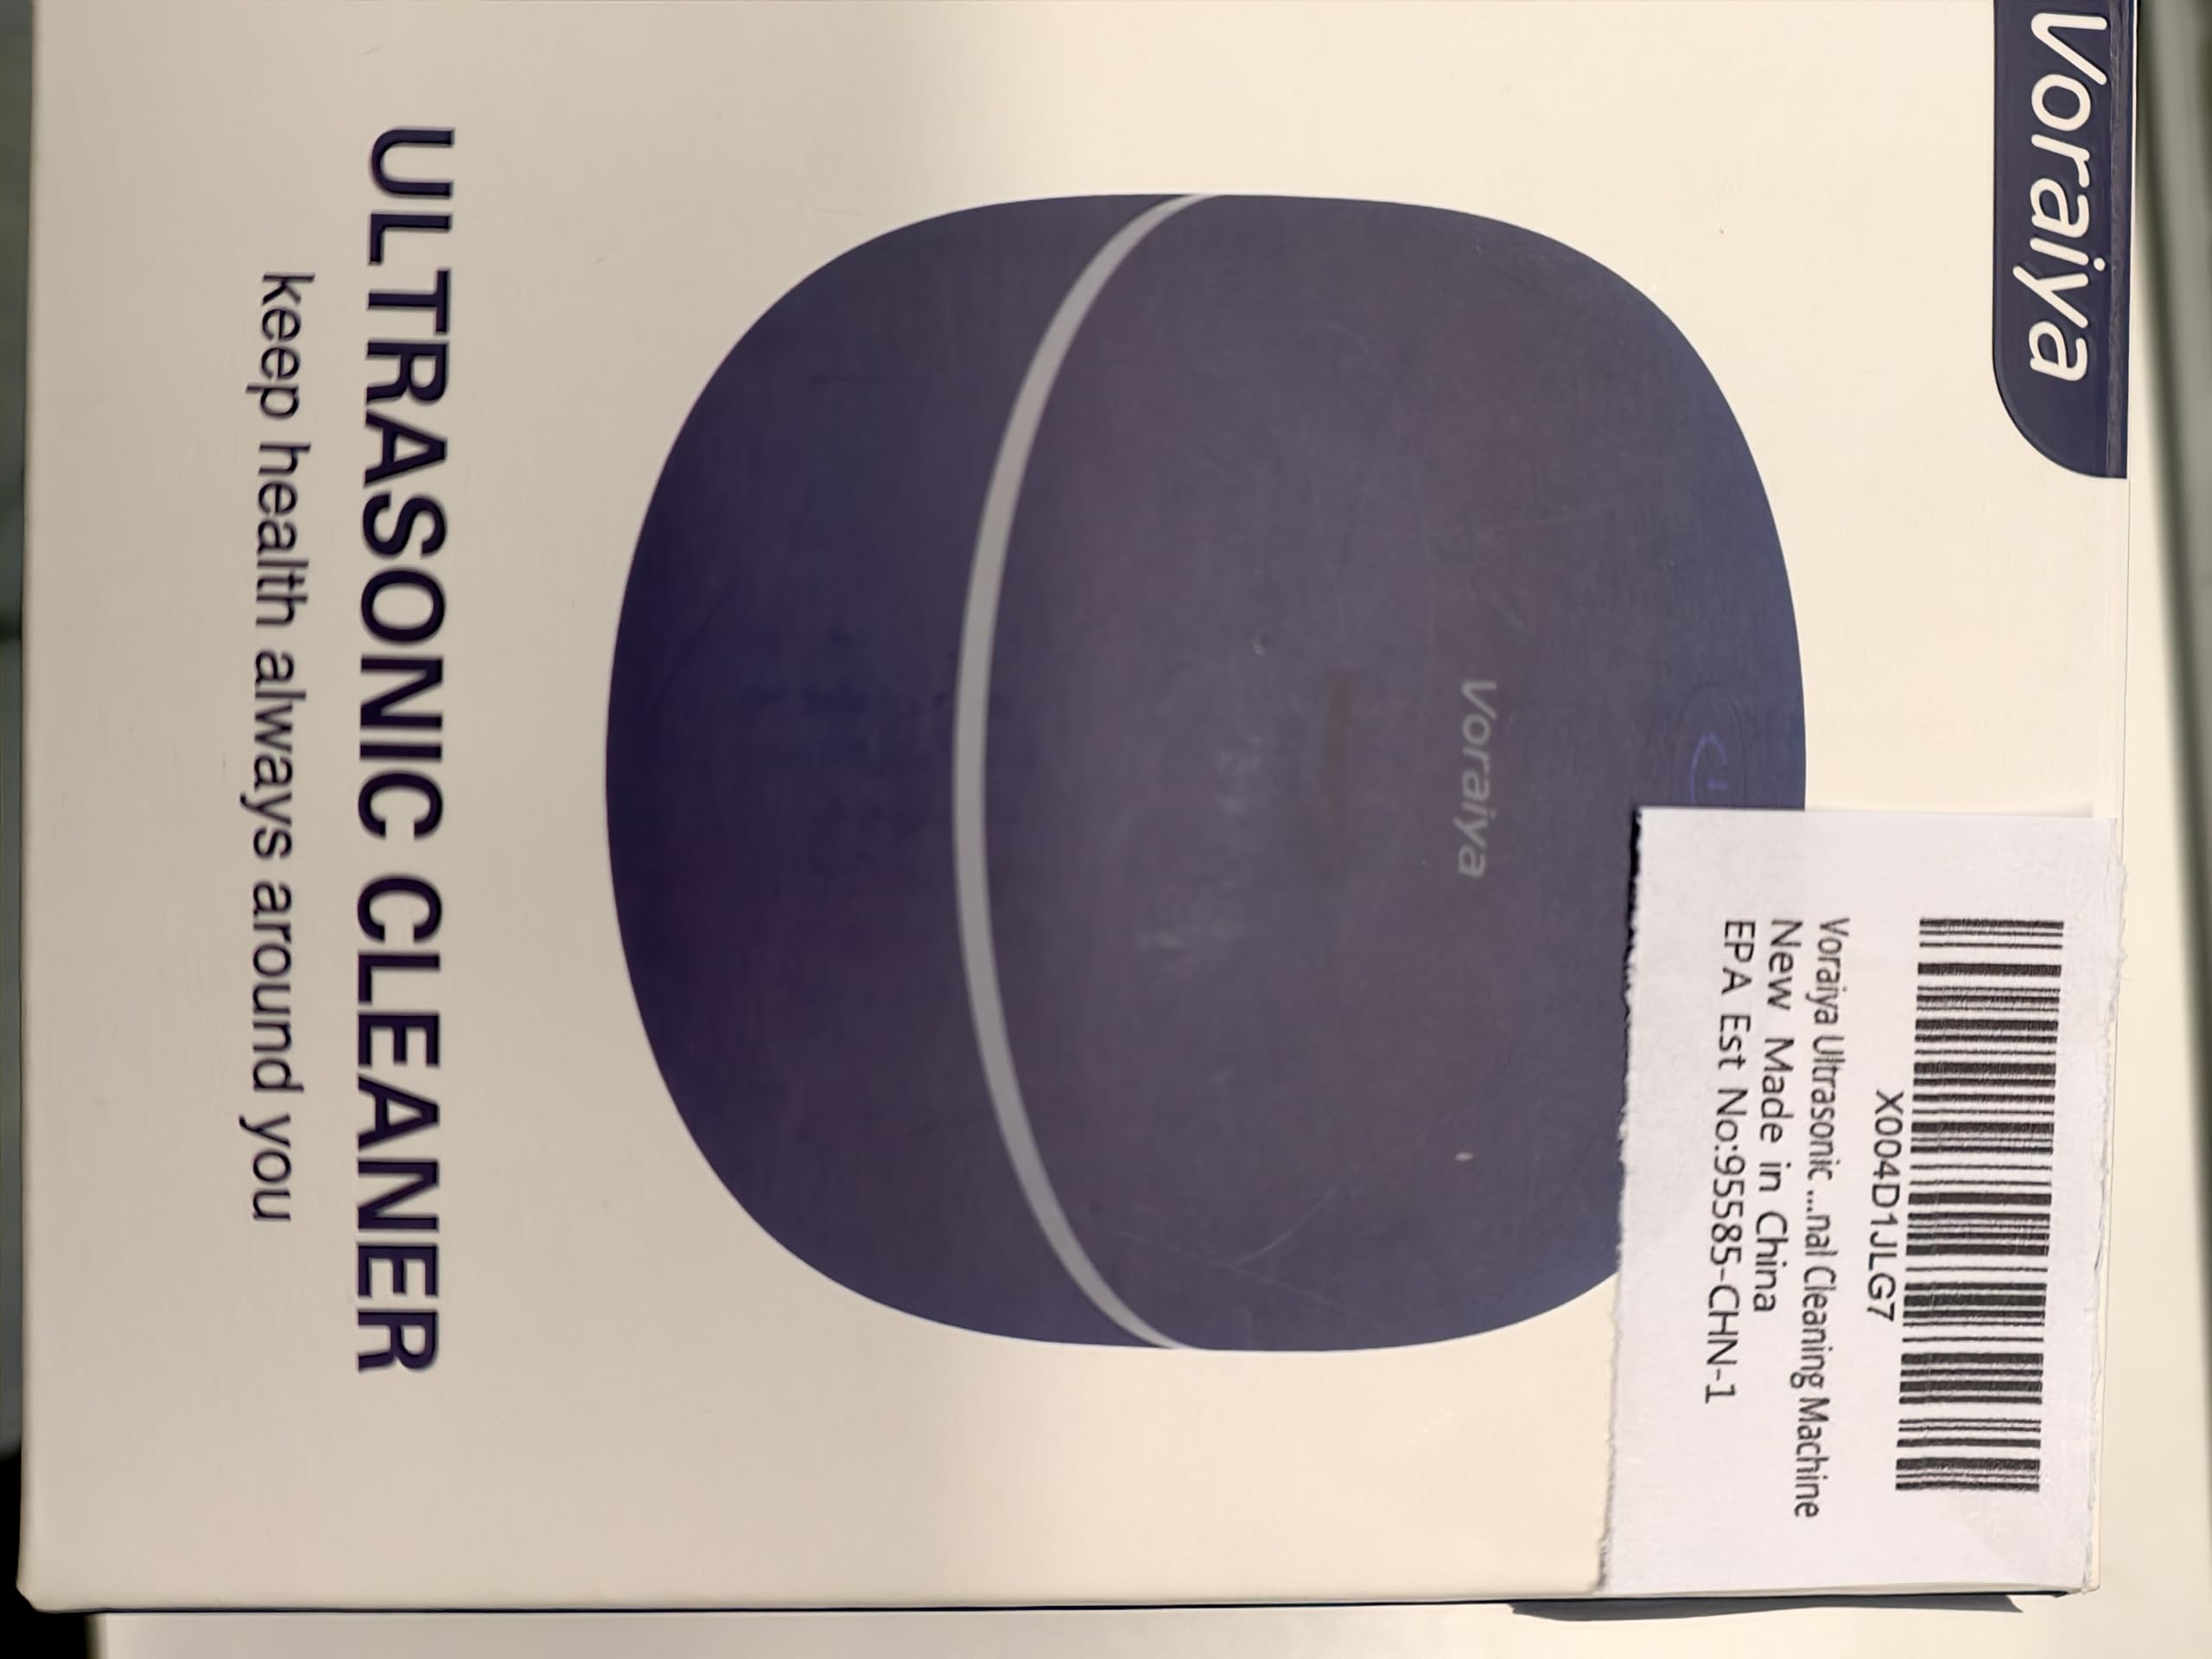 Voraiya
X004D1JLG7
Voraiya Ultrasonic ...nal Cleaning Machine
New Made in China
EPA Est No:95585-CHN-1
Voraiya
ULTRASONIC CLEANER
keep health always around you